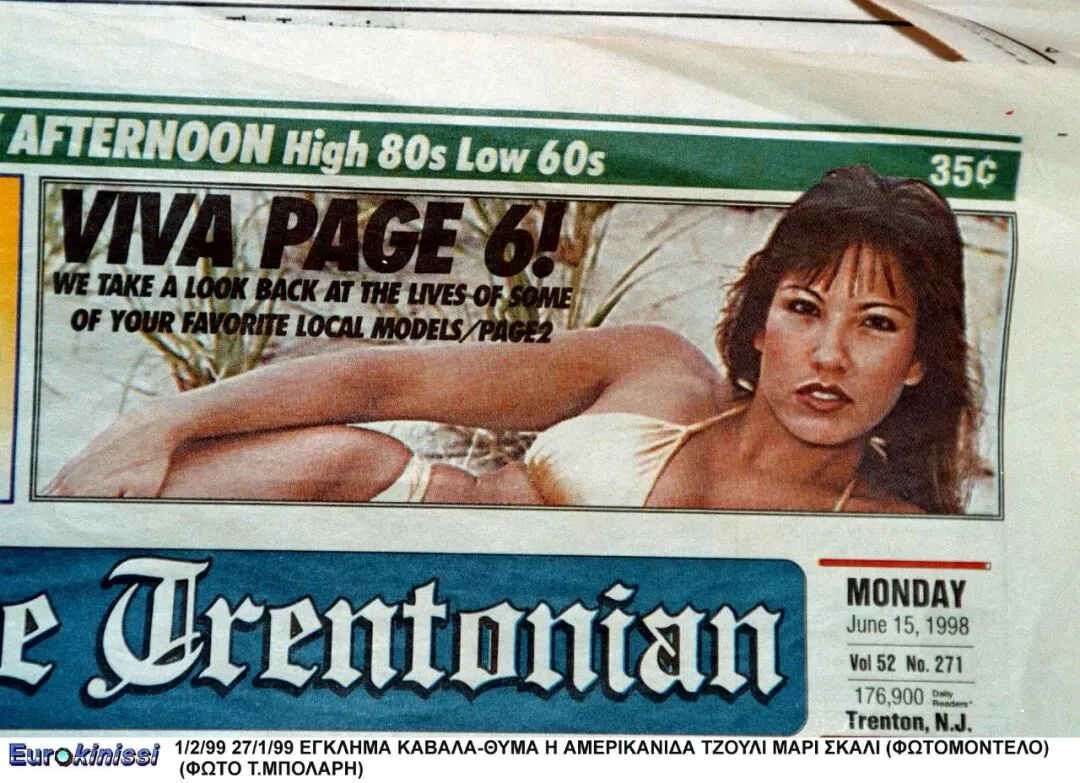 AFTERNOON High 80s Low 60s
35¢
VIVA PAGE 6!
WE TAKE A LOOK BACK AT THE LIVES OF SOME
OF YOUR FAVORITE LOCAL MODELS/PAGE2
e Trentonian
MONDAY
June 15, 1998
Vol 52 No. 271
176,900 Daily Readers*
Trenton, N.J.
Eurokinissi
1/2/99 27/1/99 ΕΓΚΛΗΜΑ ΚΑΒΑΛΑ-ΘΥΜΑ Η ΑΜΕΡΙΚΑΝΙΔΑ ΤΖΟΥΛΙ ΜΑΡΙ ΣΚΑΛΙ (ΦΩΤΟΜΟΝΤΕΛΟ)
(ΦΩΤΟ Τ.ΜΠΟΛΑΡΗ)